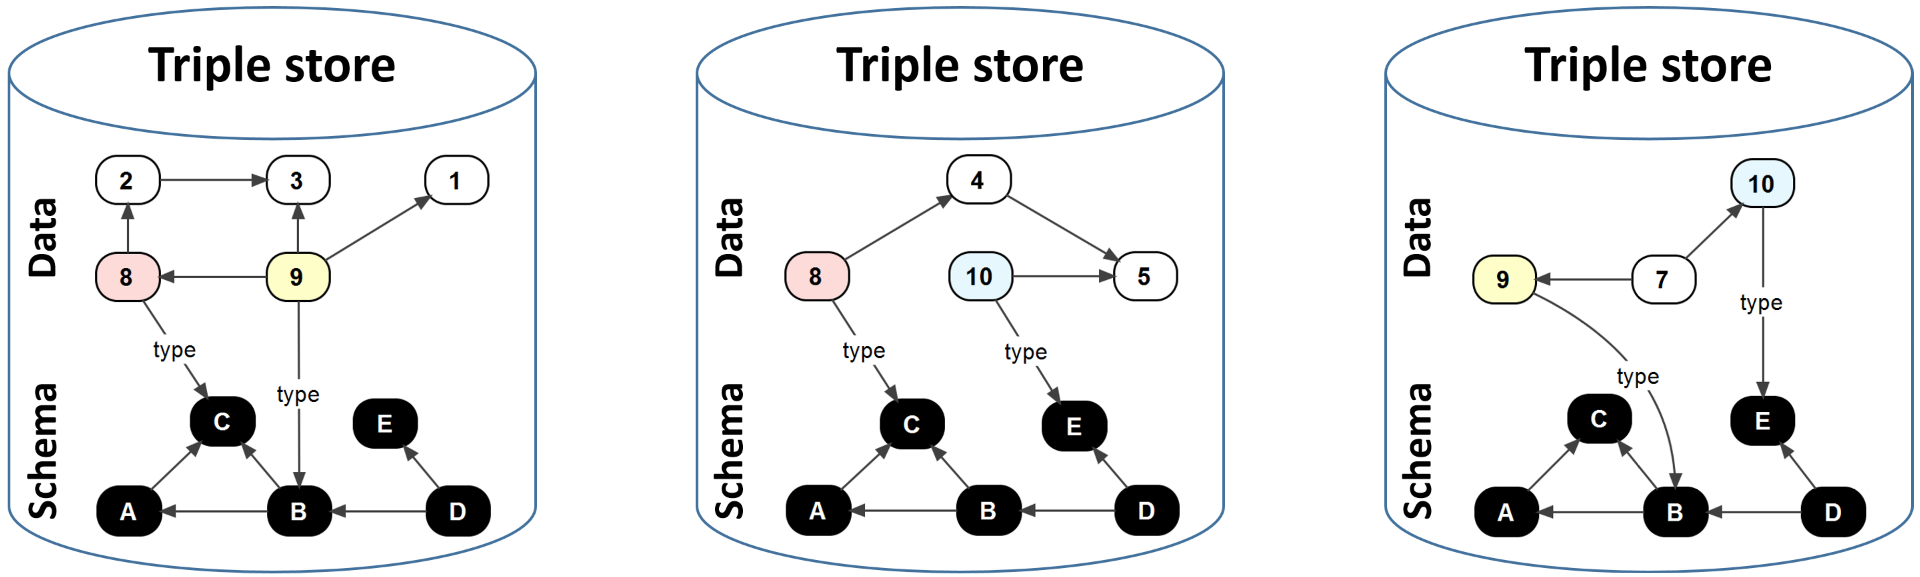 Triple store
Data
2
3
1
8
9
type
type
Schema
C
E
A
B
D
Triple store
Data
4
8
10
5
type
type
Schema
C
E
A
B
D
Triple store
Data
10
9
7
type
type
Schema
C
E
A
B
D